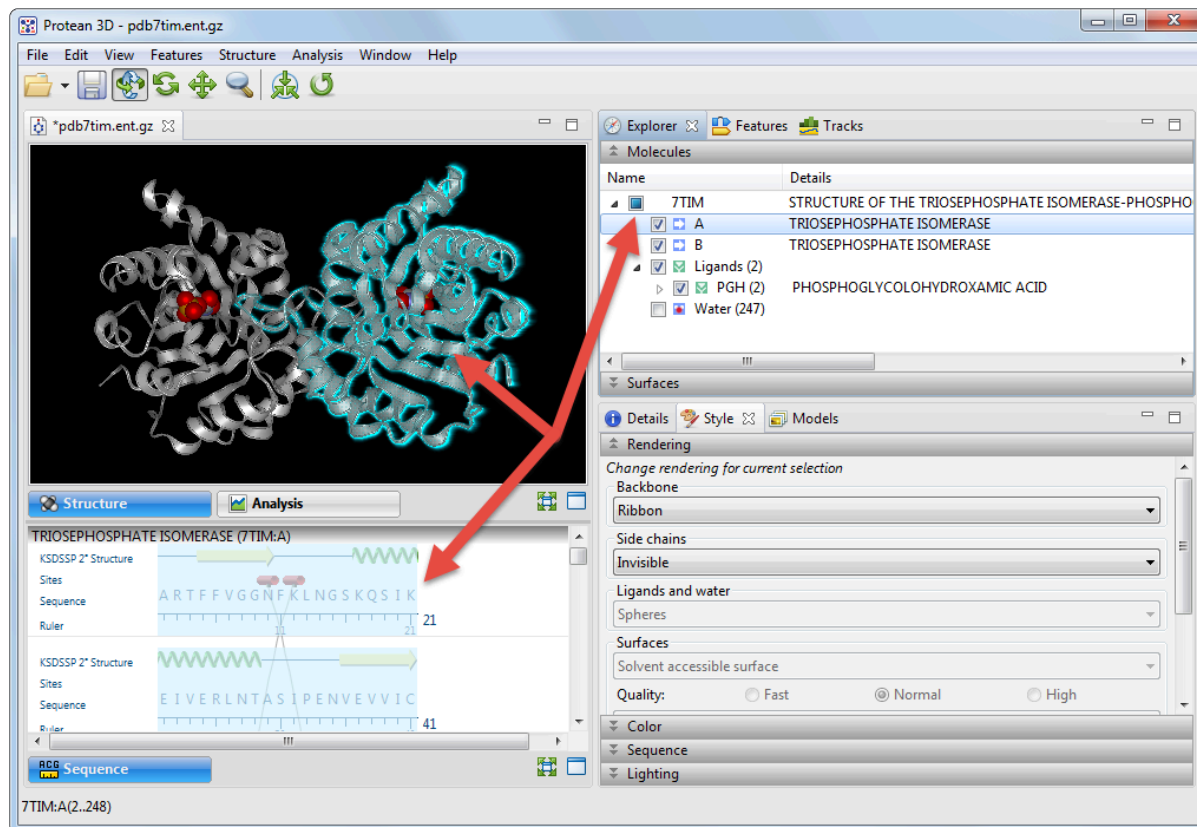 Protean 3D - pdb7tim.ent.gz
File Edit View Features Structure Analysis Window Help
*pdb7tim.ent.gz
Explorer Features Tracks
Molecules
Name Details
7TIM STRUCTURE OF THE TRIOSEPHOSPHATE ISOMERASE-PHOSPHO
A TRIOSEPHOSPHATE ISOMERASE
B TRIOSEPHOSPHATE ISOMERASE
Ligands (2)
PGH (2) PHOSPHOGLYCOLOHYDROXAMIC ACID
Water (247)
Surfaces
Details Style Models
Rendering
Change rendering for current selection
Backbone
Ribbon
Side chains
Invisible
Ligands and water
Spheres
Surfaces
Solvent accessible surface
Quality: Fast Normal High
Color
Sequence
Lighting
Structure Analysis
TRIOSEPHOSPHATE ISOMERASE (7TIM:A)
KSDSSP 2° Structure
Sites
Sequence A R T F F V G G N F K L N G S K Q S I K
Ruler 11 21 21
KSDSSP 2° Structure
Sites
Sequence E I V E R L N T A S I P E N V E V V I C
Ruler 41
ACG Sequence
7TIM:A(2..248)